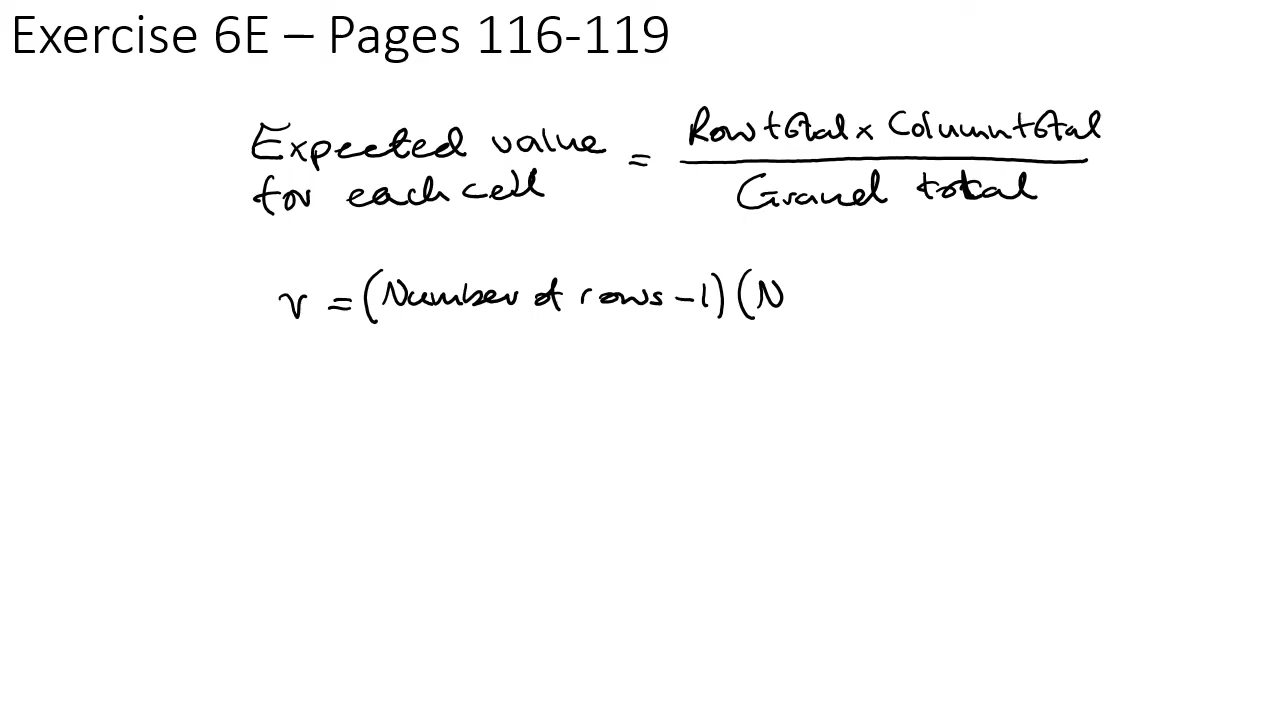 Exercise 6E – Pages 116-119
Expected value for each cell = Row total × Column total / Grand total
ν = (Number of rows -1) (N